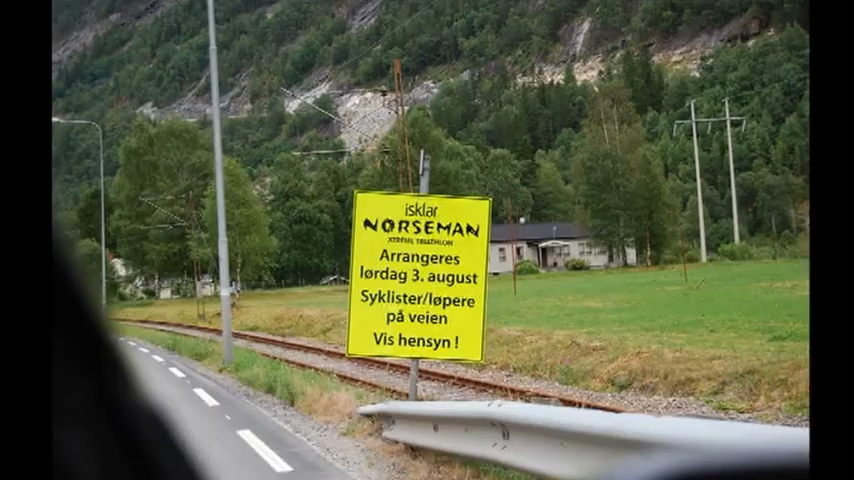 isklar
NORSEMAN
XTREME TRIATHLON
Arrangeres
lørdag 3. august
Syklister/løpere
på veien
Vis hensyn !